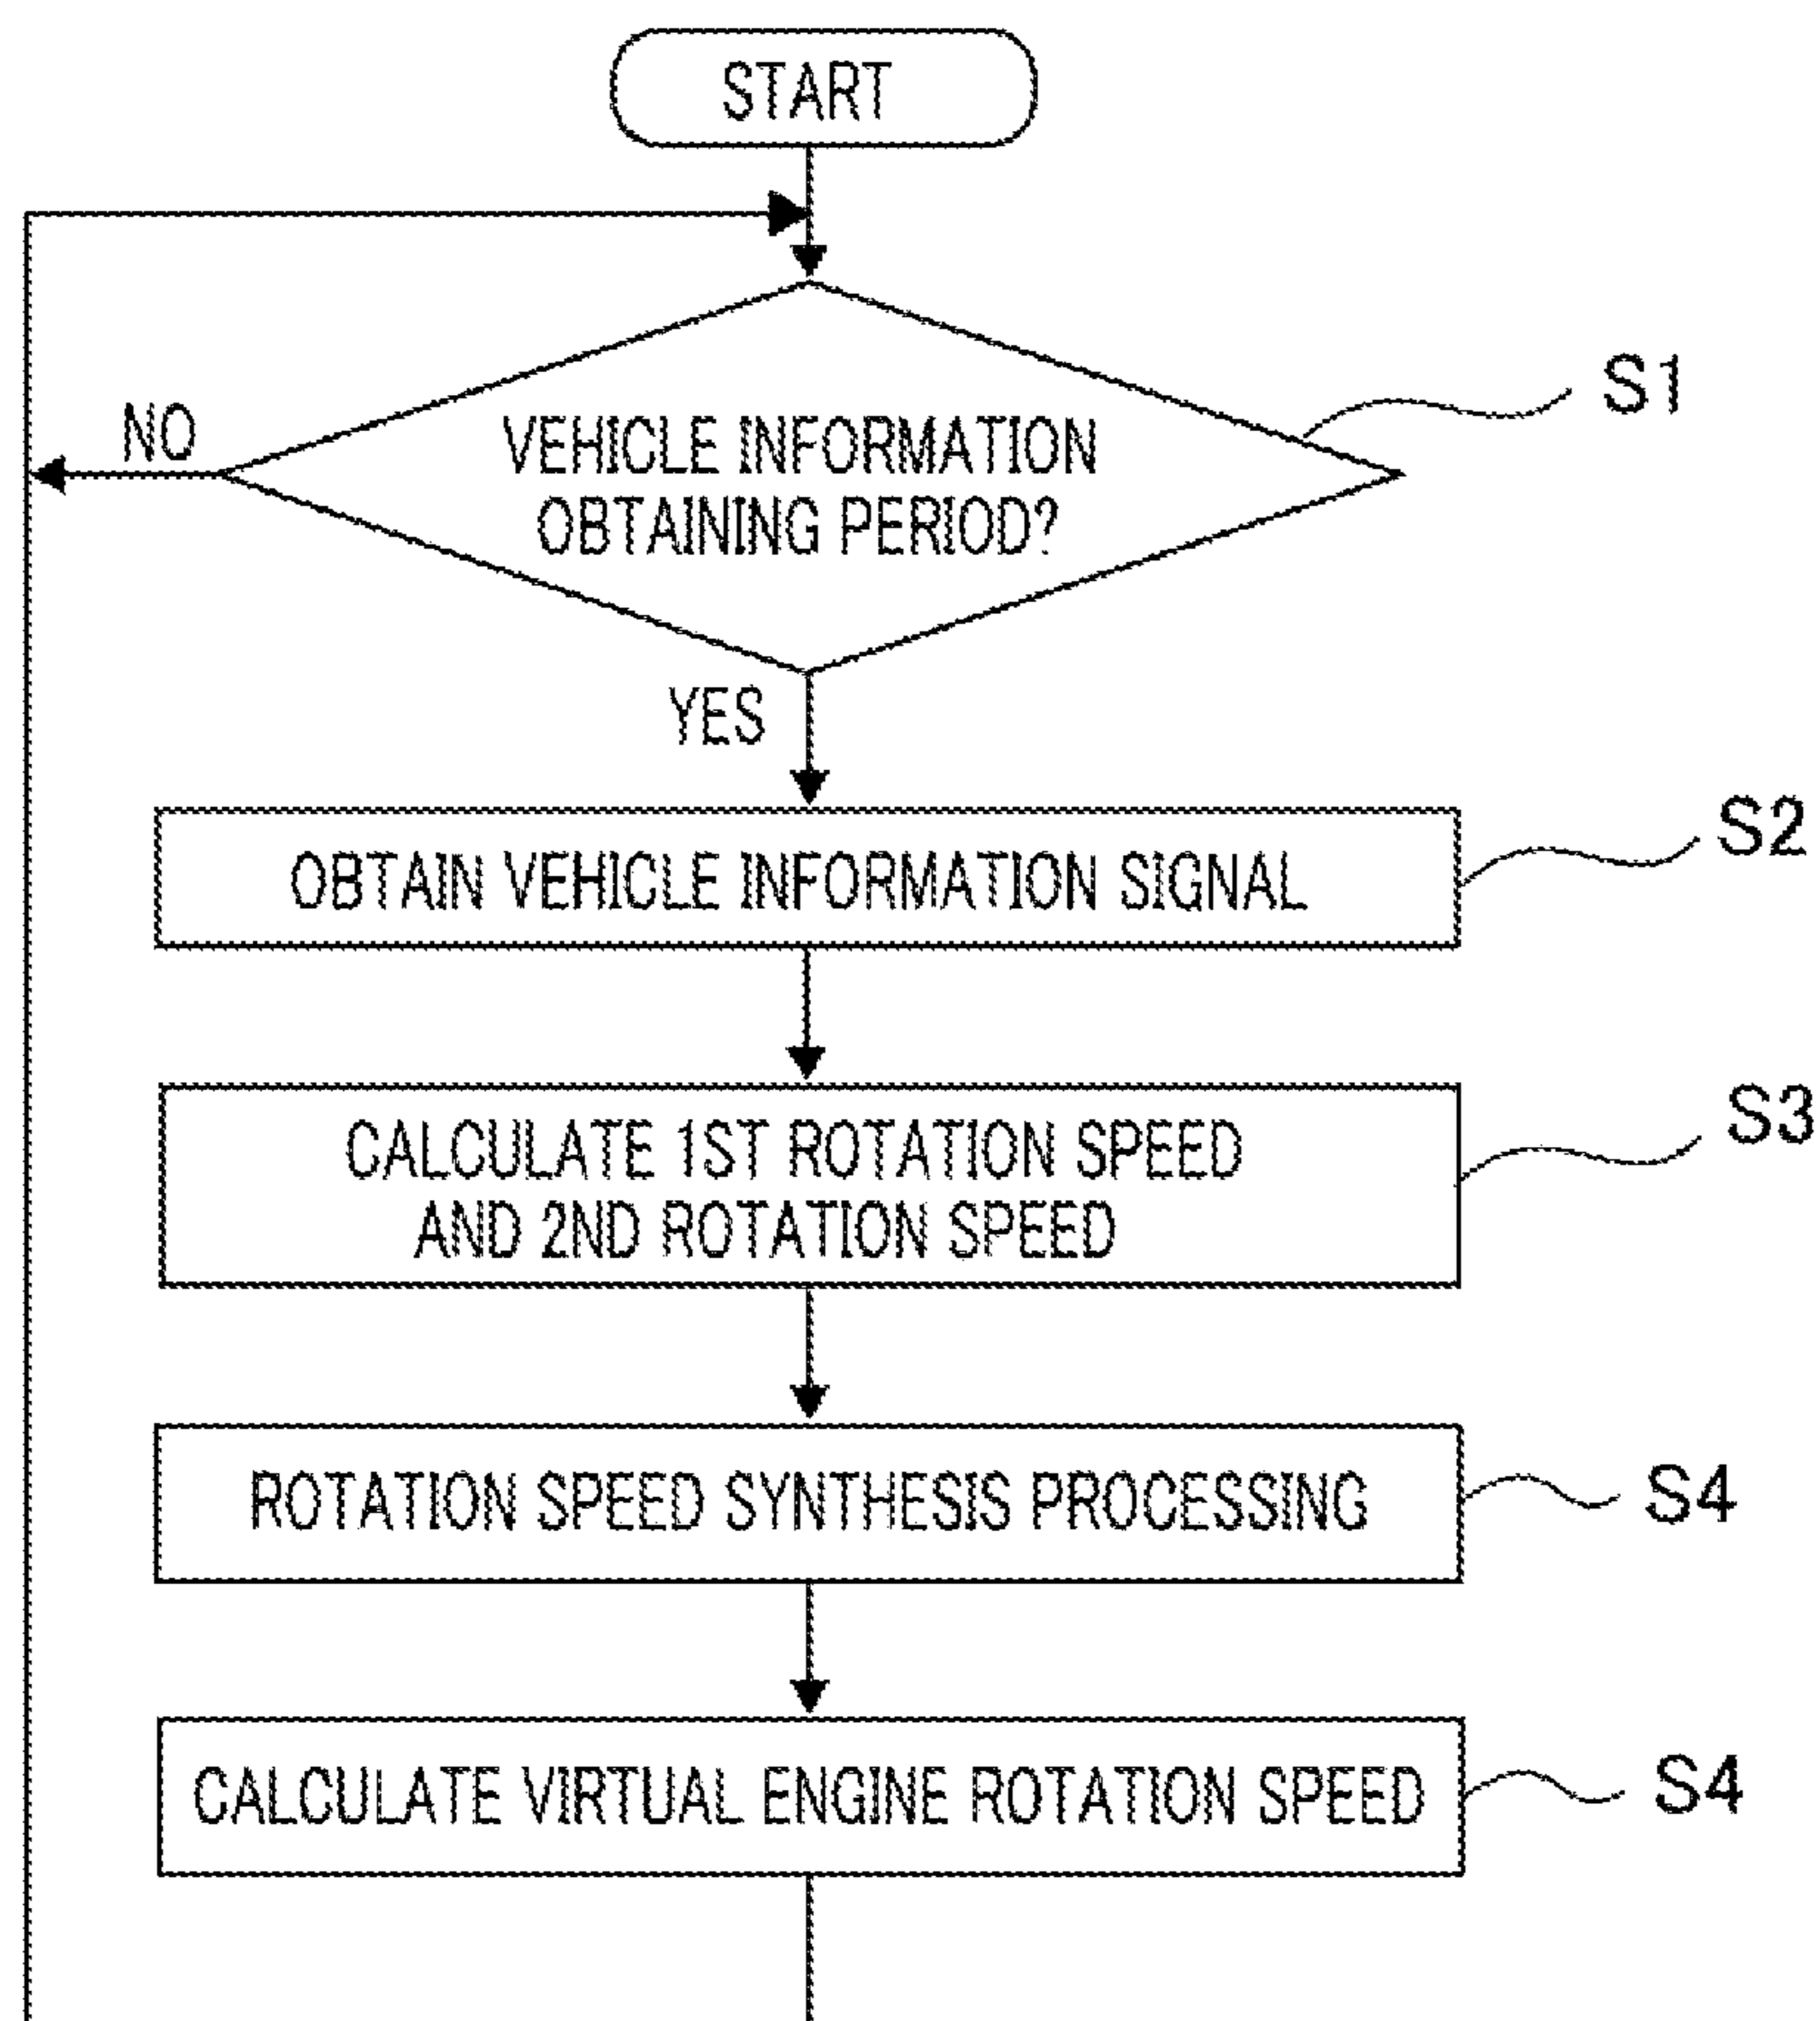 START
NO
VEHICLE INFORMATION
OBTAINING PERIOD?
S1
YES
OBTAIN VEHICLE INFORMATION SIGNAL
S2
CALCULATE 1ST ROTATION SPEED
AND 2ND ROTATION SPEED
S3
ROTATION SPEED SYNTHESIS PROCESSING
S4
CALCULATE VIRTUAL ENGINE ROTATION SPEED
S4